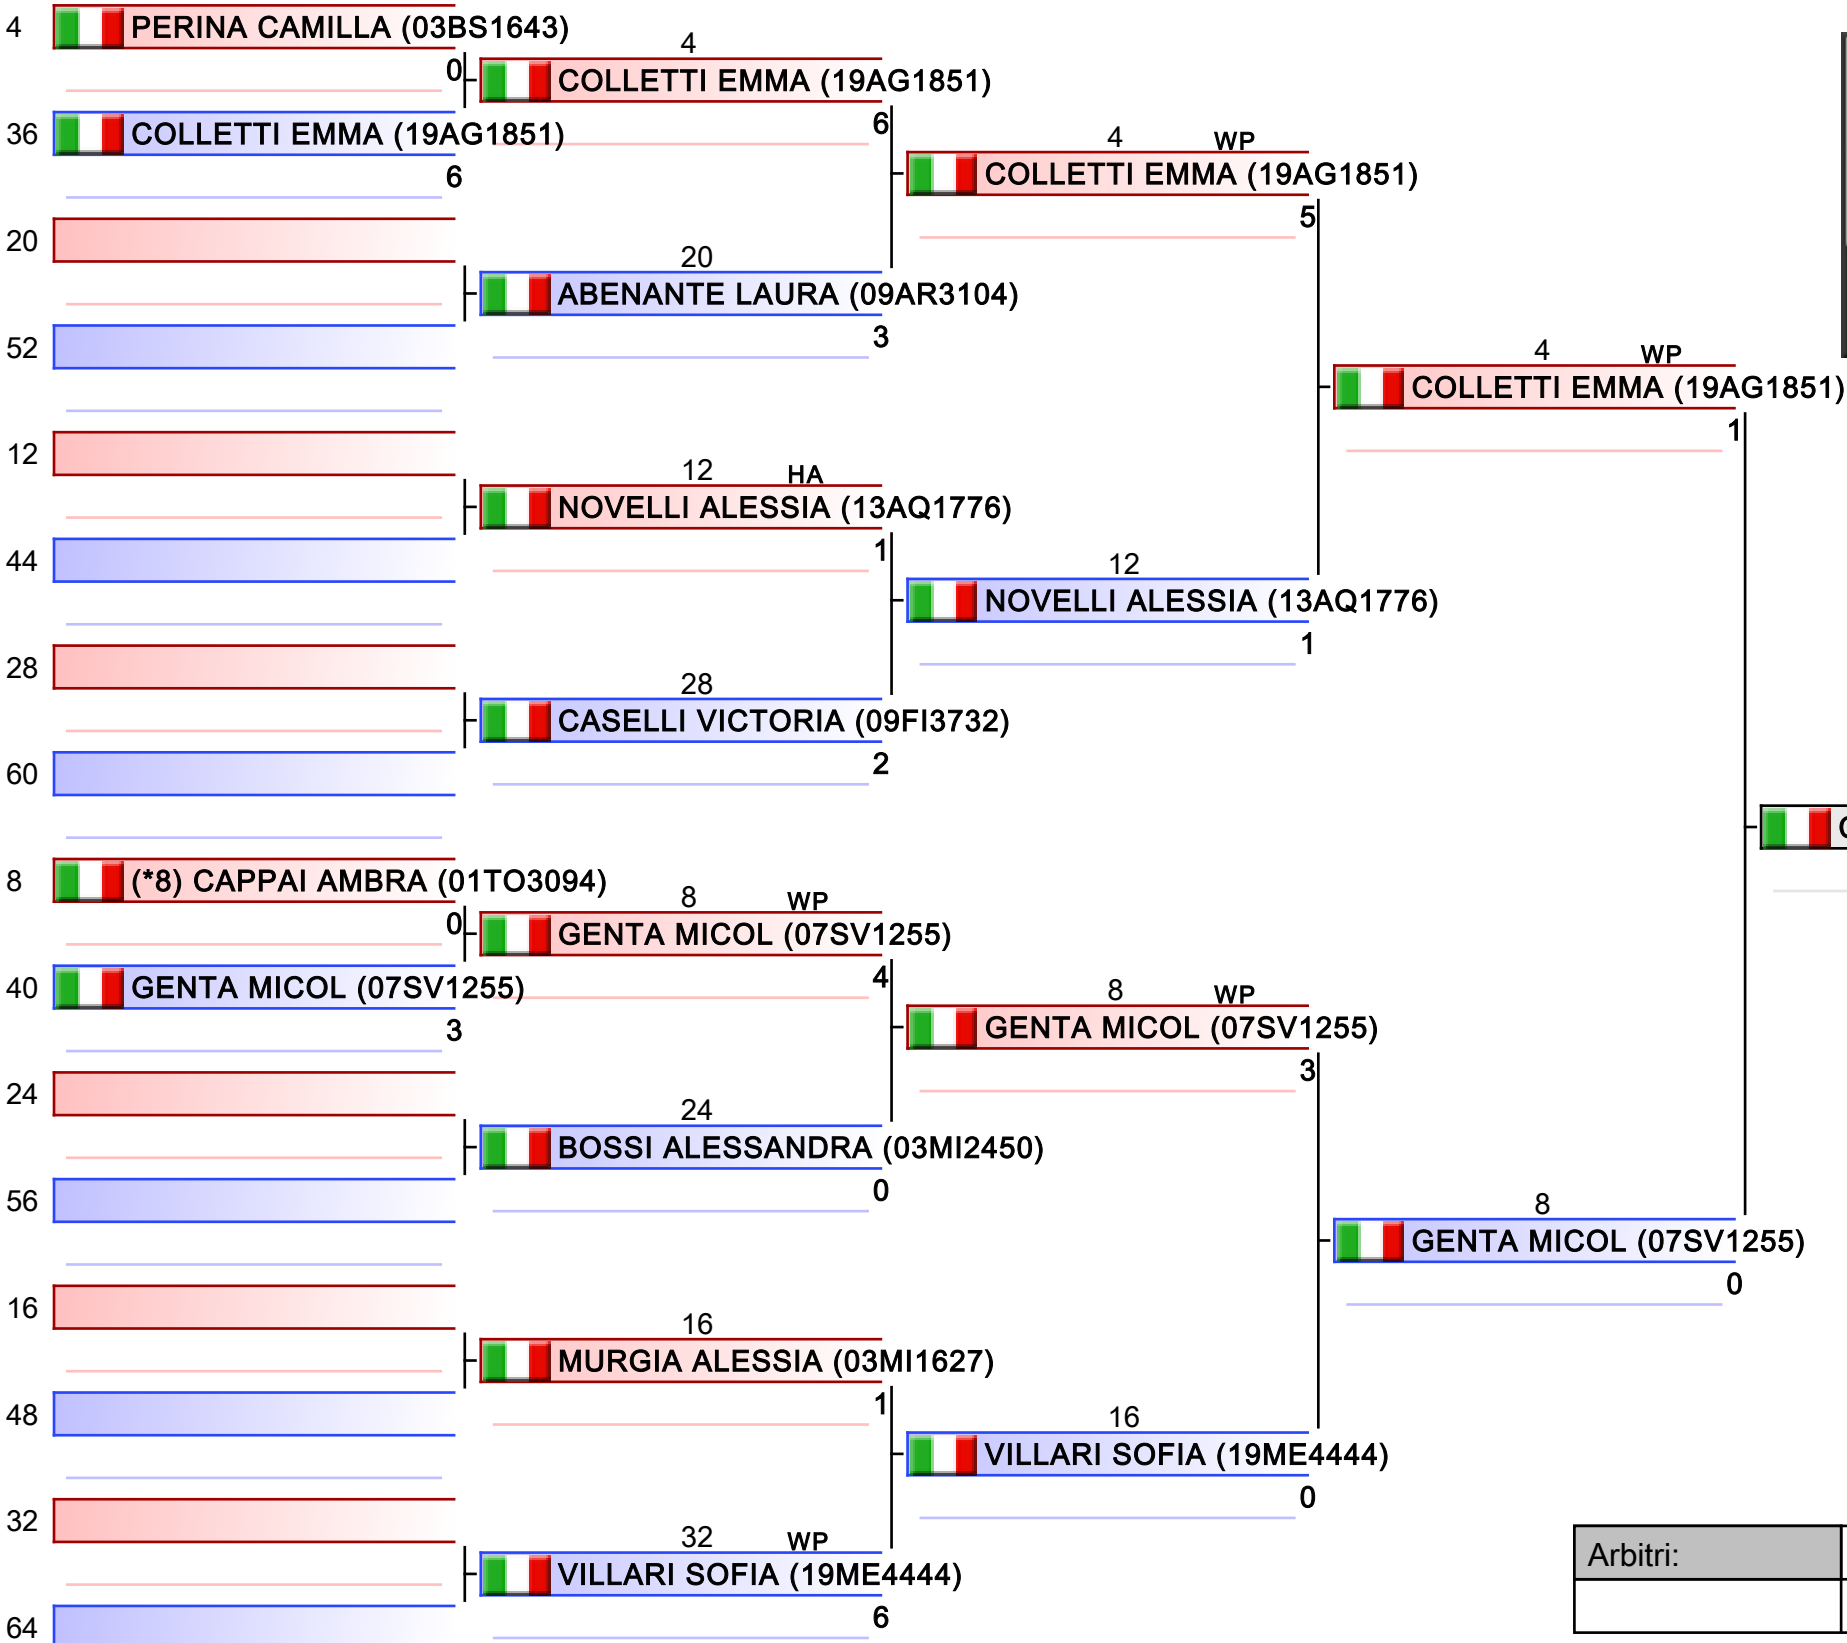 4 PERINA CAMILLA (03BS1643)
0
36 COLLETTI EMMA (19AG1851)
6
20
52
12
44
28
60
8 (*8) CAPPAI AMBRA (01TO3094)
0
40 GENTA MICOL (07SV1255)
3
24
56
16
48
32
64
4
COLLETTI EMMA (19AG1851)
6
20
ABENANTE LAURA (09AR3104)
3
12 HA
NOVELLI ALESSIA (13AQ1776)
1
28
CASELLI VICTORIA (09FI3732)
2
8 WP
GENTA MICOL (07SV1255)
4
24
BOSSI ALESSANDRA (03MI2450)
0
16
MURGIA ALESSIA (03MI1627)
1
32 WP
VILLARI SOFIA (19ME4444)
6
4 WP
COLLETTI EMMA (19AG1851)
5
12
NOVELLI ALESSIA (13AQ1776)
1
8 WP
GENTA MICOL (07SV1255)
3
16
VILLARI SOFIA (19ME4444)
0
4 WP
COLLETTI EMMA (19AG1851)
1
8
GENTA MICOL (07SV1255)
0
Arbitri: